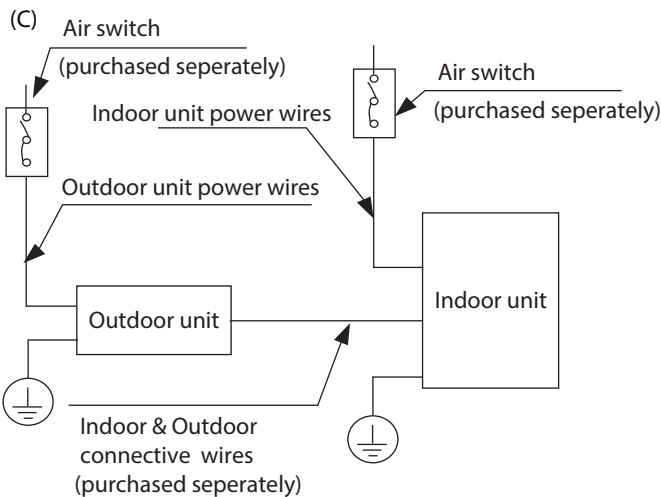 (C)
Air switch
(purchased seperately)
Air switch
(purchased seperately)
Indoor unit power wires
Outdoor unit power wires
Outdoor unit
Indoor unit
Indoor & Outdoor
connective wires
(purchased seperately)